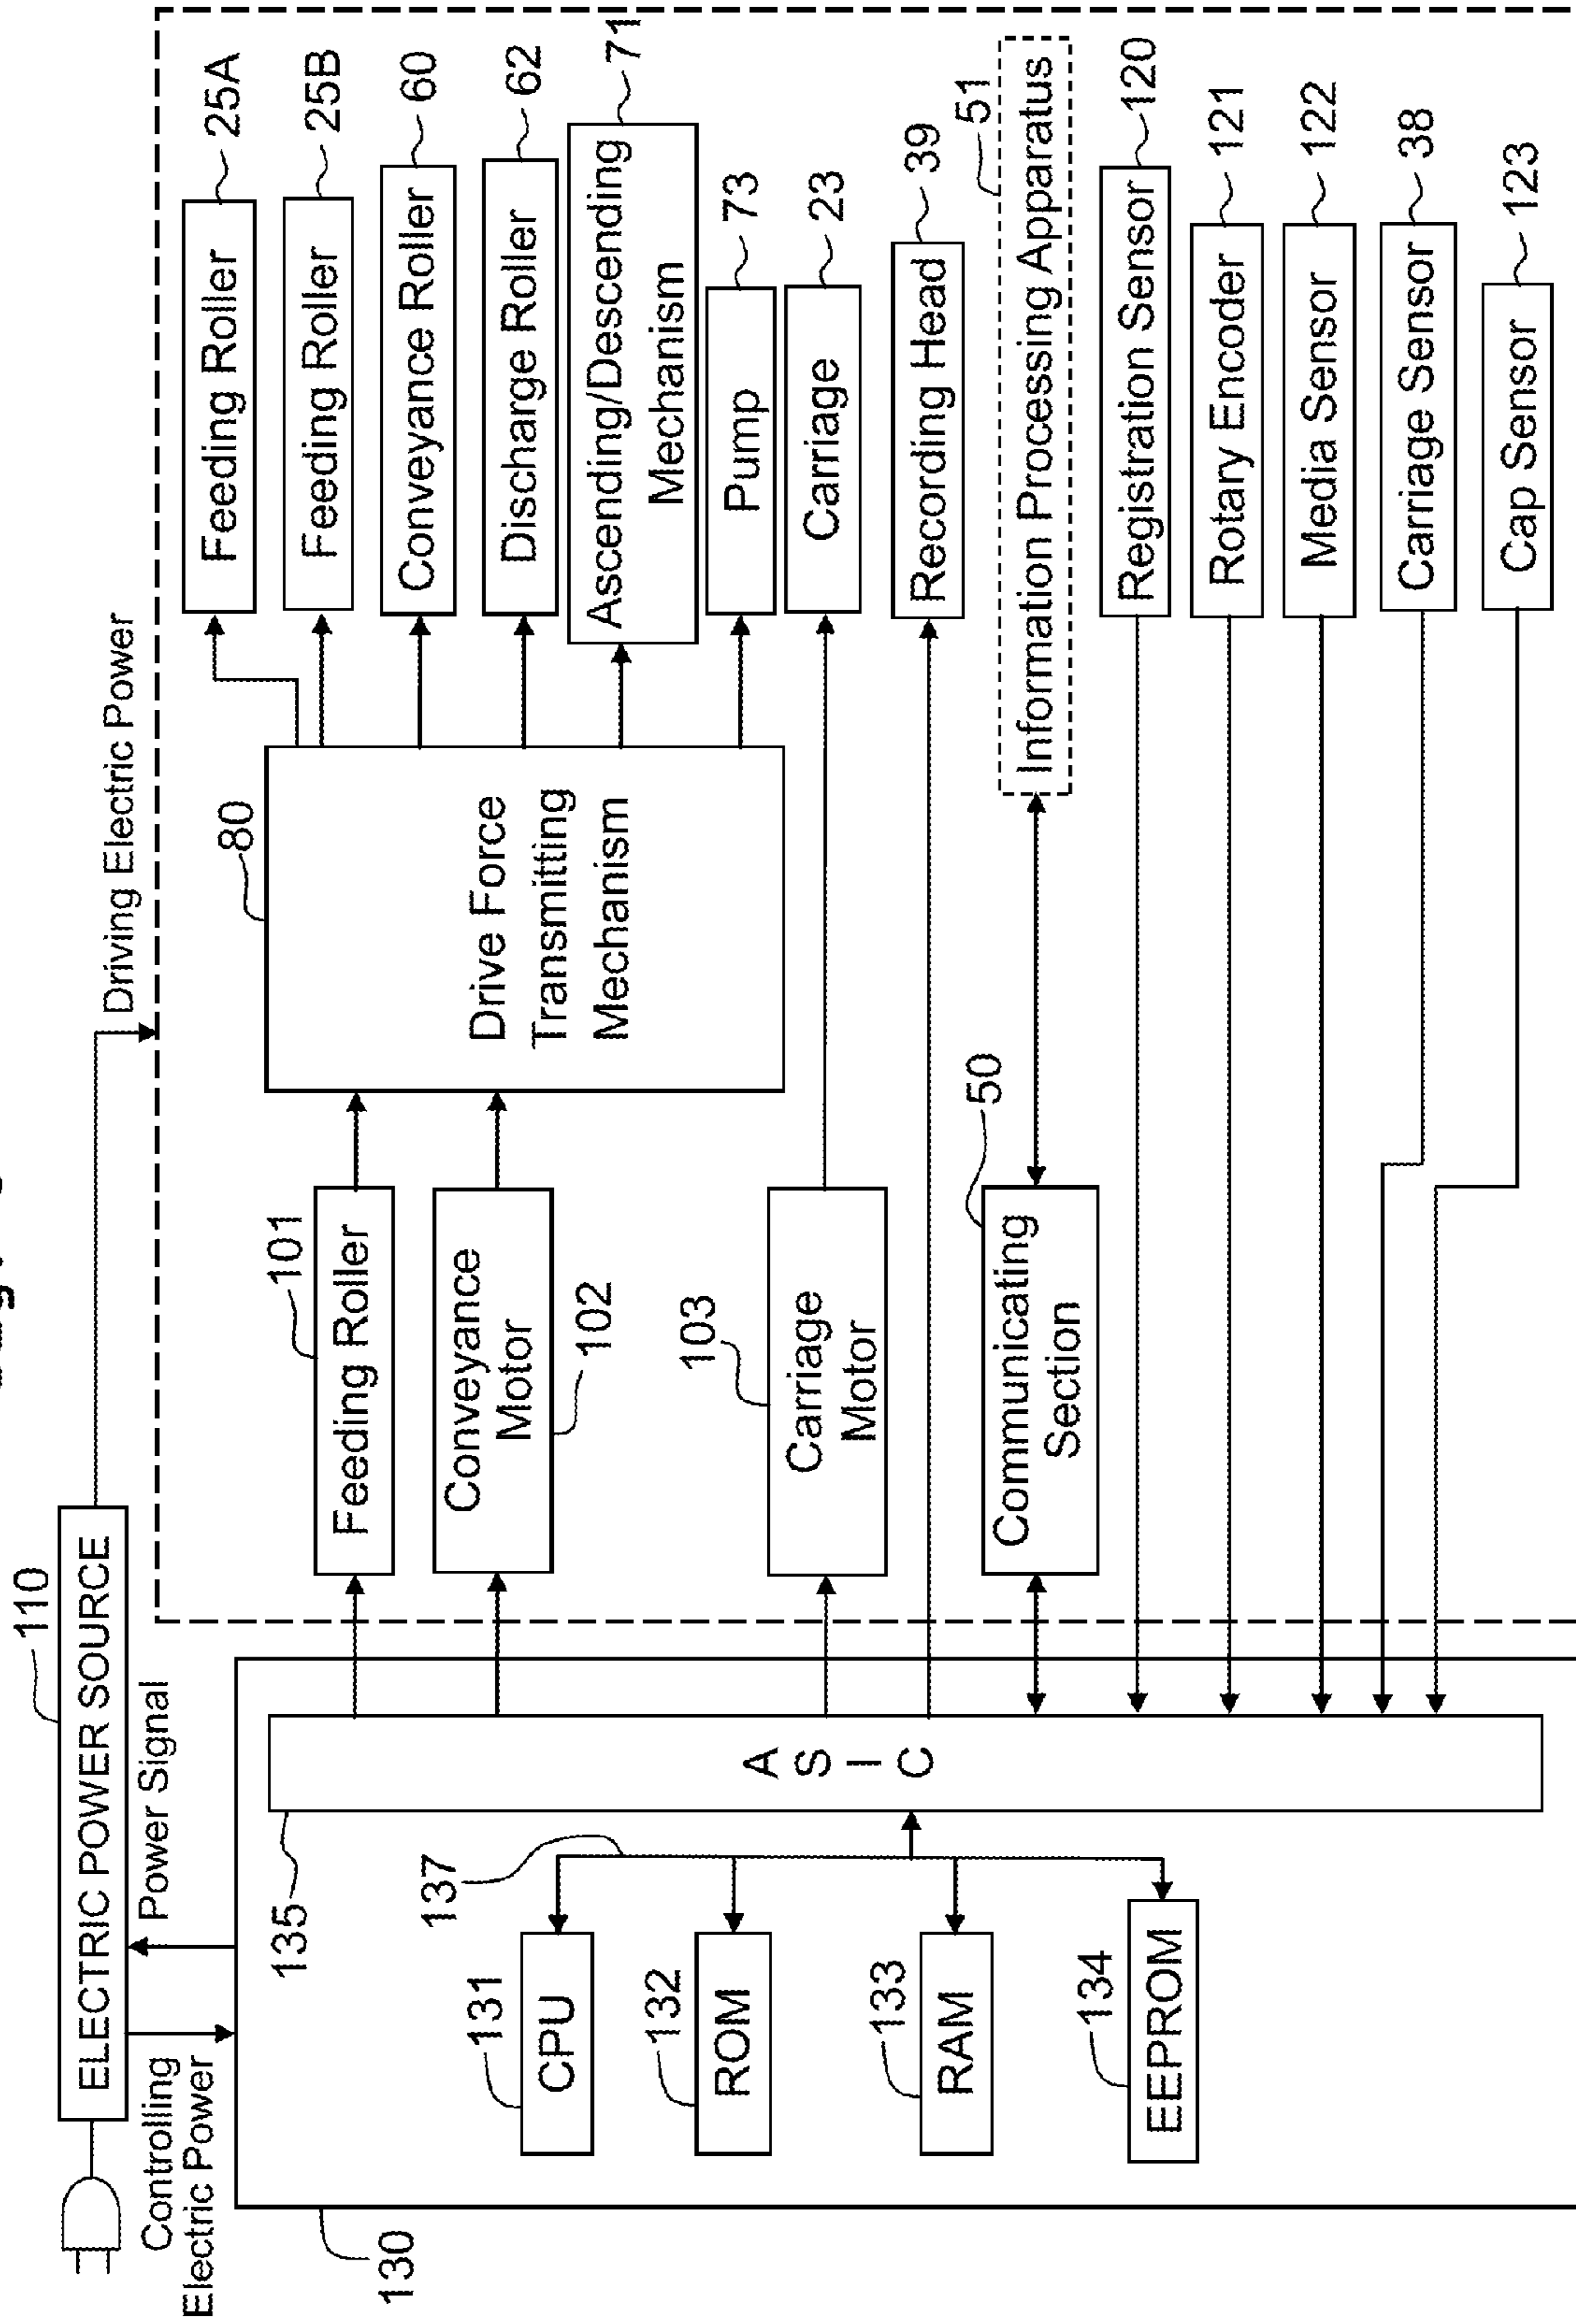 110
ELECTRIC POWER SOURCE
Controlling
Electric Power
Power Signal
Driving Electric Power
130
135
137
131
CPU
132
ROM
133
RAM
134
EEPROM
A S I C
101
Feeding Roller
Conveyance
Motor
102
103
Carriage
Motor
50
Communicating
Section
80
Drive Force
Transmitting
Mechanism
Feeding Roller
25A
Feeding Roller
25B
Conveyance Roller
60
Discharge Roller
62
Ascending/Descending
Mechanism
71
Pump
73
Carriage
23
Recording Head
39
51
Information Processing Apparatus
Registration Sensor
120
Rotary Encoder
121
Media Sensor
122
Carriage Sensor
38
Cap Sensor
123